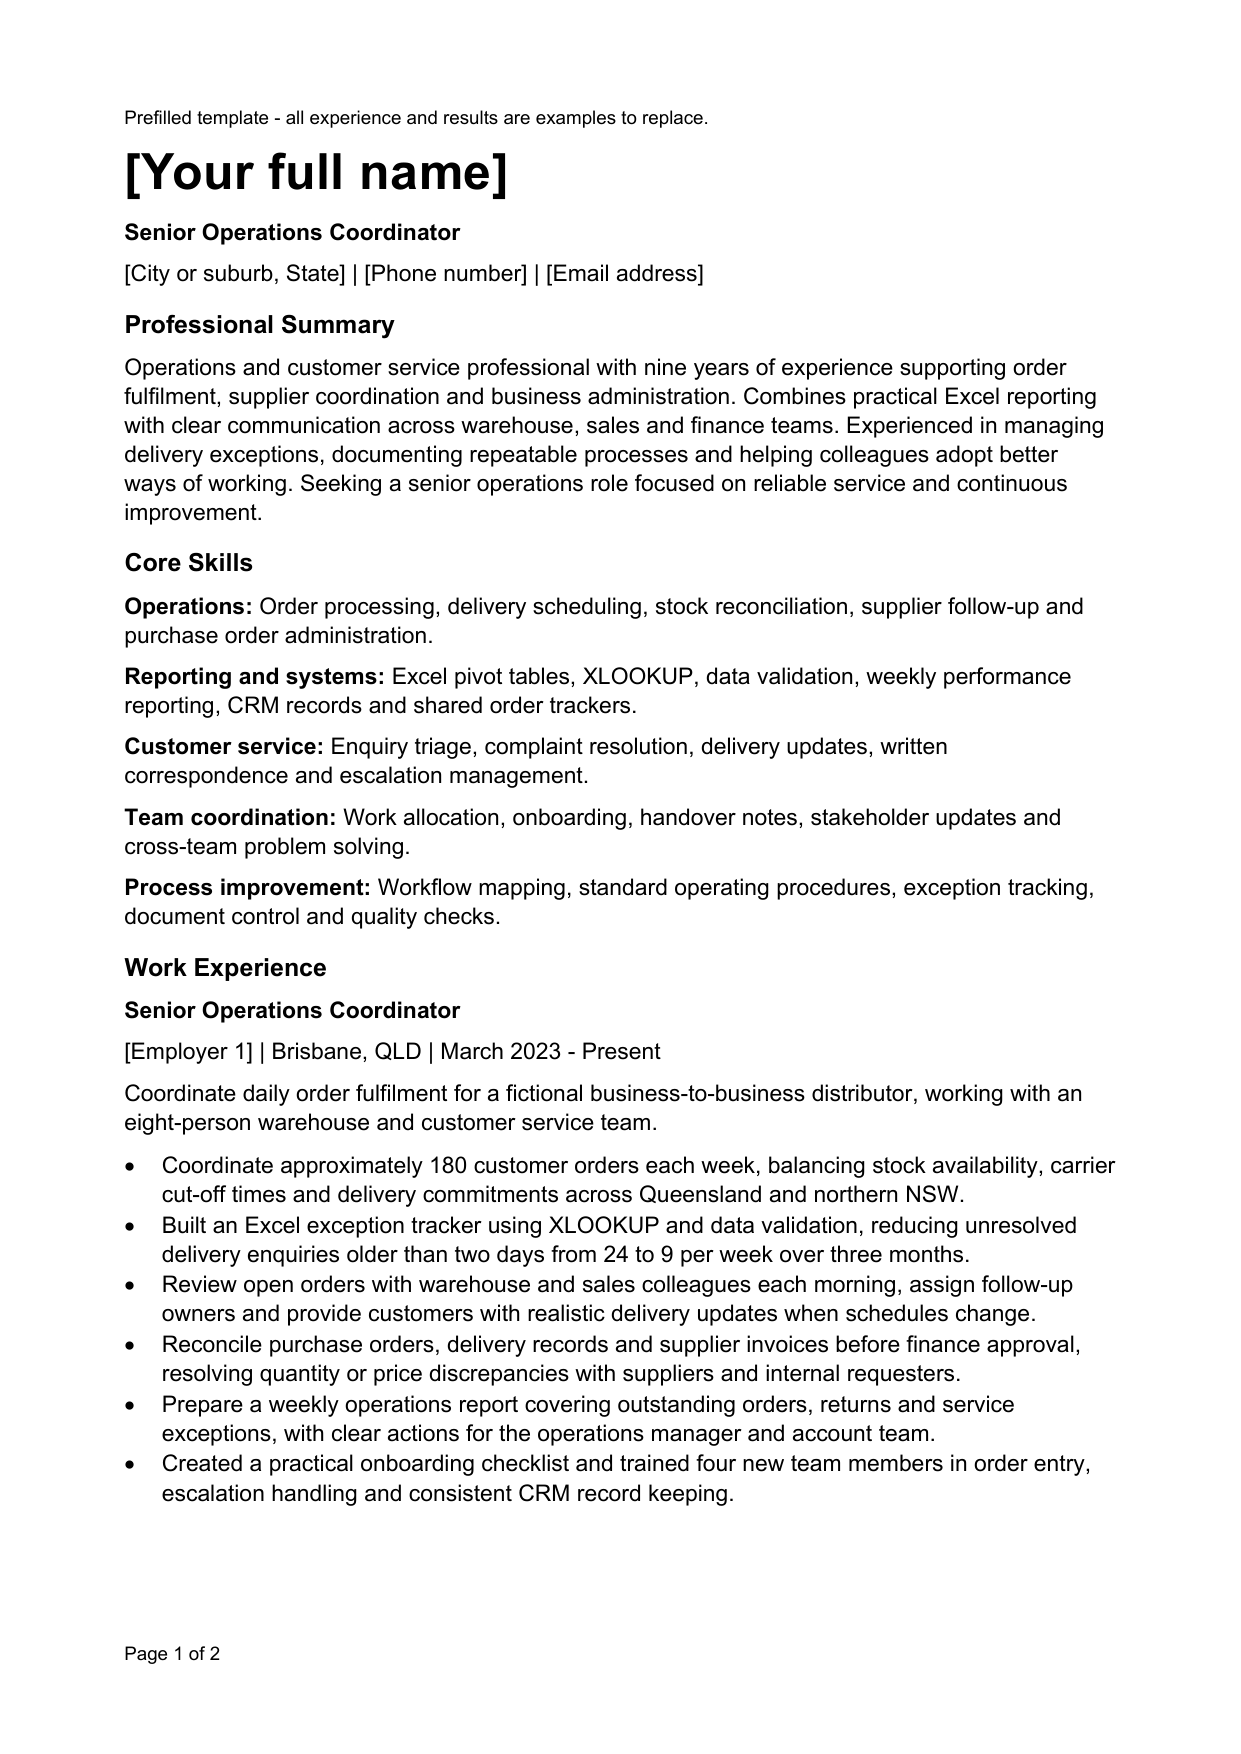 Prefilled template - all experience and results are examples to replace.
[Your full name]
Senior Operations Coordinator
[City or suburb, State] | [Phone number] | [Email address]
Professional Summary
Operations and customer service professional with nine years of experience supporting order
fulfilment, supplier coordination and business administration. Combines practical Excel reporting
with clear communication across warehouse, sales and finance teams. Experienced in managing
delivery exceptions, documenting repeatable processes and helping colleagues adopt better
ways of working. Seeking a senior operations role focused on reliable service and continuous
improvement.
Core Skills
Operations: Order processing, delivery scheduling, stock reconciliation, supplier follow-up and
purchase order administration.
Reporting and systems: Excel pivot tables, XLOOKUP, data validation, weekly performance
reporting, CRM records and shared order trackers.
Customer service: Enquiry triage, complaint resolution, delivery updates, written
correspondence and escalation management.
Team coordination: Work allocation, onboarding, handover notes, stakeholder updates and
cross-team problem solving.
Process improvement: Workflow mapping, standard operating procedures, exception tracking,
document control and quality checks.
Work Experience
Senior Operations Coordinator
[Employer 1] | Brisbane, QLD | March 2023 - Present
Coordinate daily order fulfilment for a fictional business-to-business distributor, working with an
eight-person warehouse and customer service team.
• Coordinate approximately 180 customer orders each week, balancing stock availability, carrier
cut-off times and delivery commitments across Queensland and northern NSW.
• Built an Excel exception tracker using XLOOKUP and data validation, reducing unresolved
delivery enquiries older than two days from 24 to 9 per week over three months.
• Review open orders with warehouse and sales colleagues each morning, assign follow-up
owners and provide customers with realistic delivery updates when schedules change.
• Reconcile purchase orders, delivery records and supplier invoices before finance approval,
resolving quantity or price discrepancies with suppliers and internal requesters.
• Prepare a weekly operations report covering outstanding orders, returns and service
exceptions, with clear actions for the operations manager and account team.
• Created a practical onboarding checklist and trained four new team members in order entry,
escalation handling and consistent CRM record keeping.
Page 1 of 2